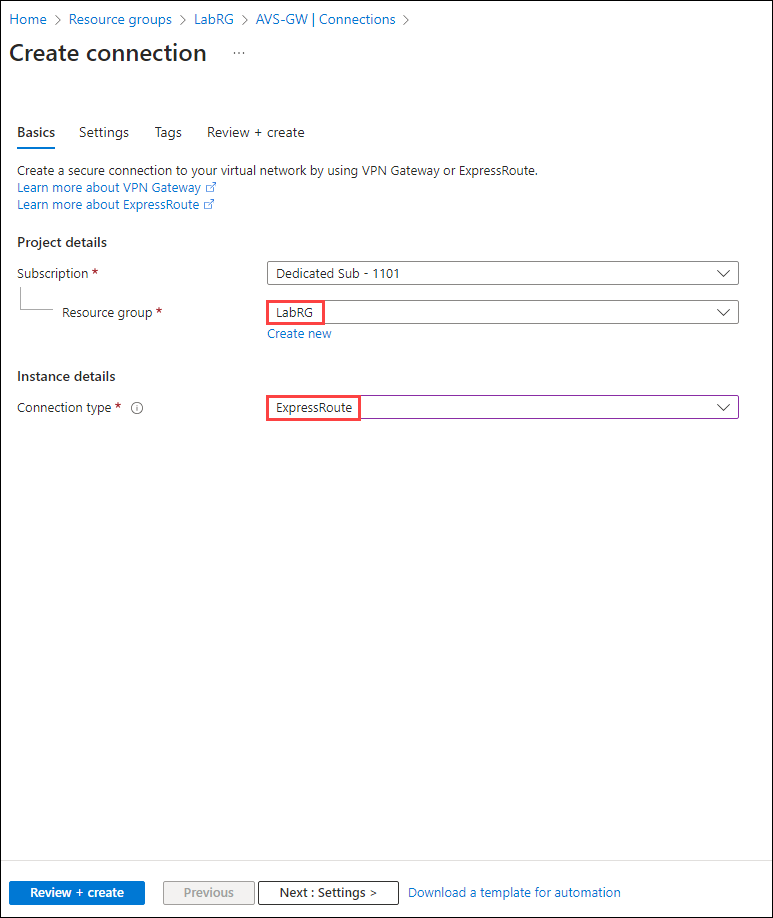 Home > Resource groups > LabRG > AVS-GW | Connections >
Create connection ...
Basics Settings Tags Review + create
Create a secure connection to your virtual network by using VPN Gateway or ExpressRoute.
Learn more about VPN Gateway
Learn more about ExpressRoute
Project details
Subscription * Dedicated Sub - 1101
Resource group * LabRG
Create new
Instance details
Connection type * ExpressRoute
Review + create Previous Next : Settings > Download a template for automation